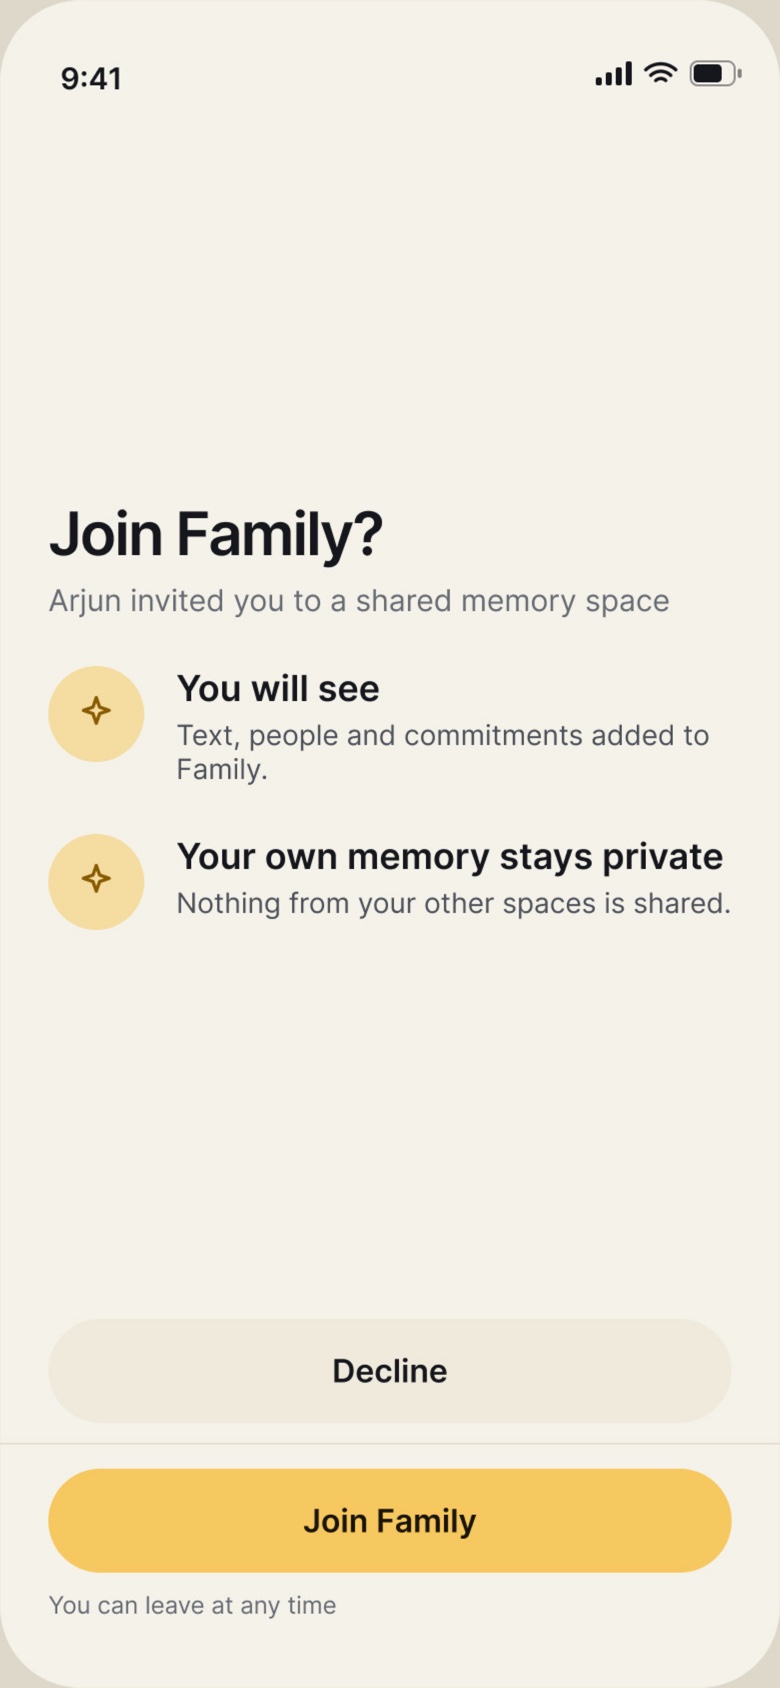 9:41
Join Family?
Arjun invited you to a shared memory space
You will see
Text, people and commitments added to
Family.
Your own memory stays private
Nothing from your other spaces is shared.
Decline
Join Family
You can leave at any time